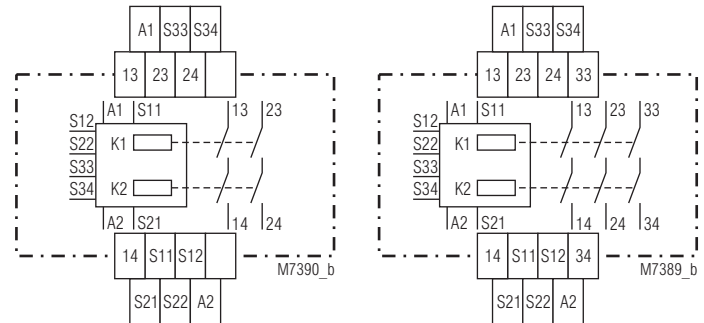 A1 S33 S34
13 23 24
A1 S11 13 23
S12
S22 K1
S33
S34 K2
A2 S21 14 24
14 S11 S12
M7390_b
S21 S22 A2
A1 S33 S34
13 23 24 33
A1 S11 13 23 33
S12
S22 K1
S33
S34 K2
A2 S21 14 24 34
14 S11 S12 34
M7389_b
S21 S22 A2